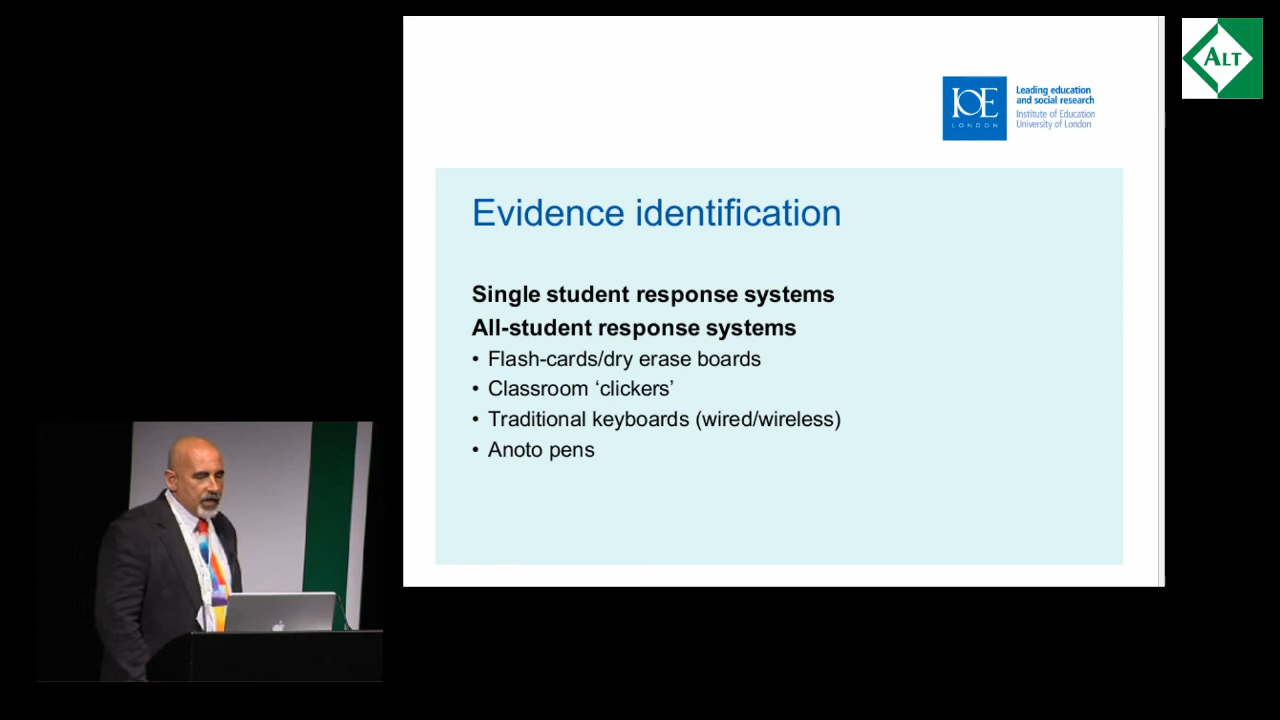 ALT
IOE
LONDON
Leading education
and social research
Institute of Education
University of London
Evidence identification
Single student response systems
All-student response systems
• Flash-cards/dry erase boards
• Classroom ‘clickers’
• Traditional keyboards (wired/wireless)
• Anoto pens